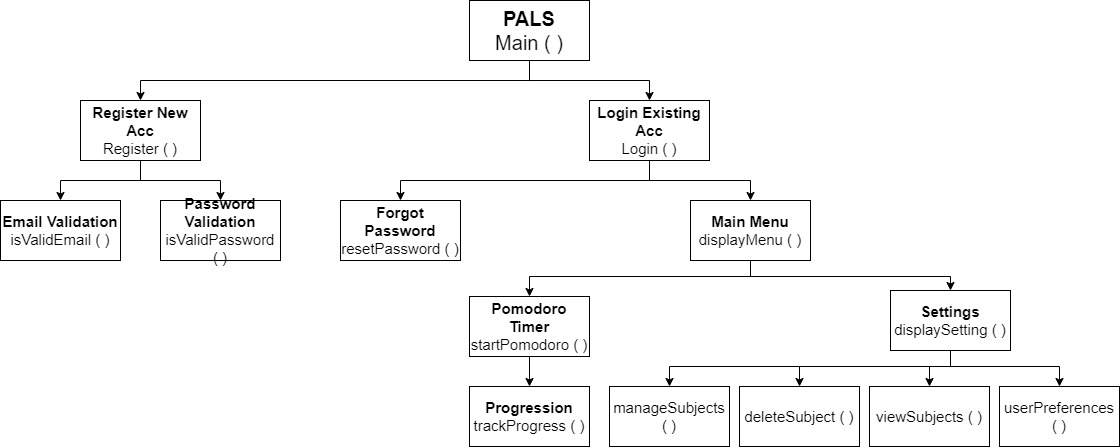 PALS
Main ( )
Register New
Acc
Register ( )
Login Existing
Acc
Login ( )
Email Validation
isValidEmail ( )
Password
Validation
isValidPassword
( )
Forgot
Password
resetPassword ( )
Main Menu
displayMenu ( )
Pomodoro
Timer
startPomodoro ( )
Settings
displaySetting ( )
Progression
trackProgress ( )
manageSubjects
( )
deleteSubject ( )
viewSubjects ( )
userPreferences
( )